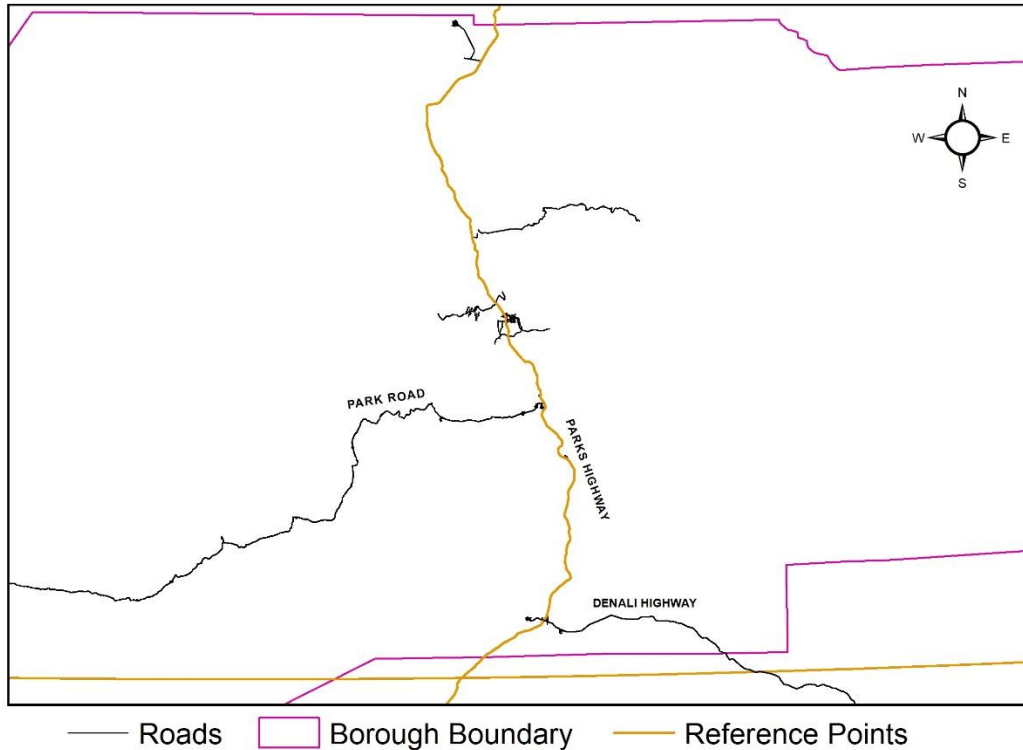 N
W E
S
PARK ROAD
PARKS HIGHWAY
DENALI HIGHWAY
Roads Borough Boundary Reference Points